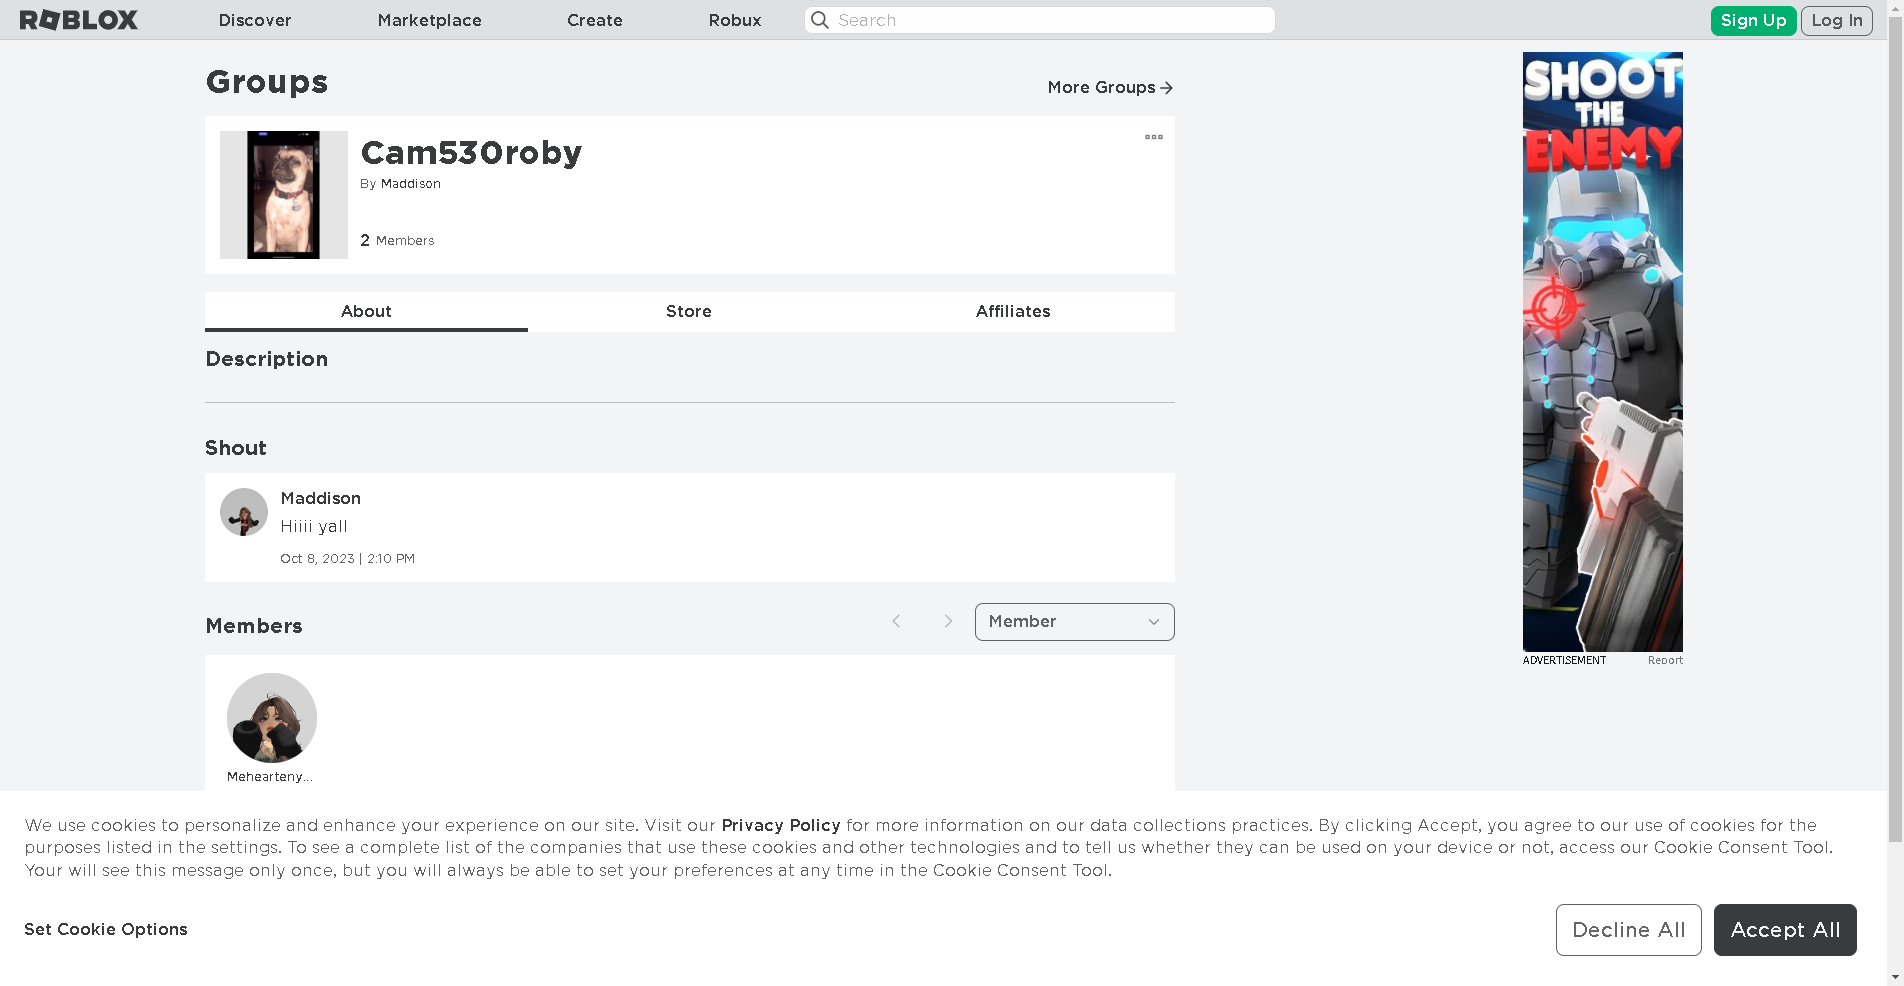 ROBLOX
Discover
Marketplace
Create
Robux
Search
Sign Up
Log In
Groups
More Groups
Cam530roby
By Maddison
2 Members
About
Store
Affiliates
Description
Shout
Maddison
Hiiii yall
Oct 8, 2023 | 2:10 PM
Members
Member
Mehearteny...
SHOOT
THE
ENEMY
ADVERTISEMENT
Report
We use cookies to personalize and enhance your experience on our site. Visit our Privacy Policy for more information on our data collections practices. By clicking Accept, you agree to our use of cookies for the
purposes listed in the settings. To see a complete list of the companies that use these cookies and other technologies and to tell us whether they can be used on your device or not, access our Cookie Consent Tool.
Your will see this message only once, but you will always be able to set your preferences at any time in the Cookie Consent Tool.
Set Cookie Options
Decline All
Accept All